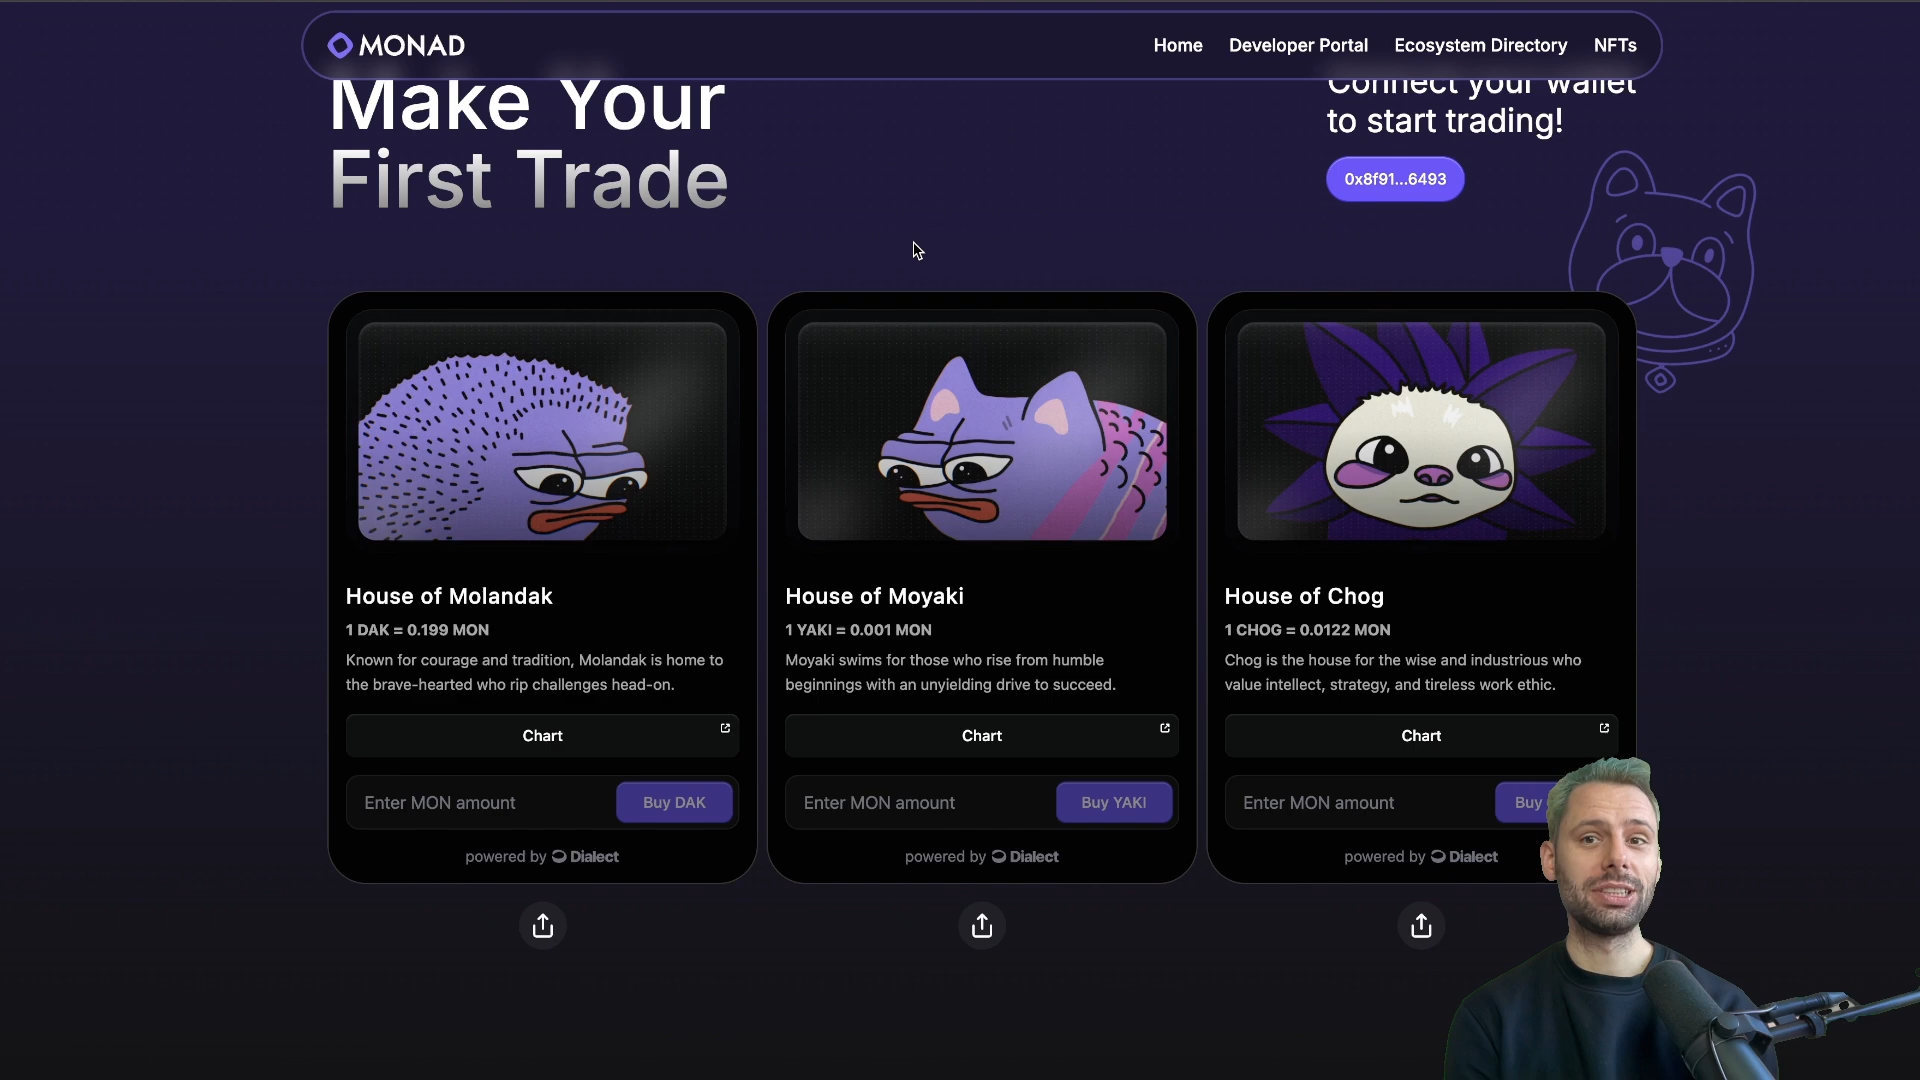 MONAD
Home
Developer Portal
Ecosystem Directory
NFTs
Make Your
First Trade
Connect your wallet
to start trading!
0x8f91...6493
House of Molandak
1 DAK = 0.199 MON
Known for courage and tradition, Molandak is home to
the brave-hearted who rip challenges head-on.
Chart
Enter MON amount
Buy DAK
powered by Dialect
House of Moyaki
1 YAKI = 0.001 MON
Moyaki swims for those who rise from humble
beginnings with an unyielding drive to succeed.
Chart
Enter MON amount
Buy YAKI
powered by Dialect
House of Chog
1 CHOG = 0.0122 MON
Chog is the house for the wise and industrious who
value intellect, strategy, and tireless work ethic.
Chart
Enter MON amount
Buy
powered by Dialect